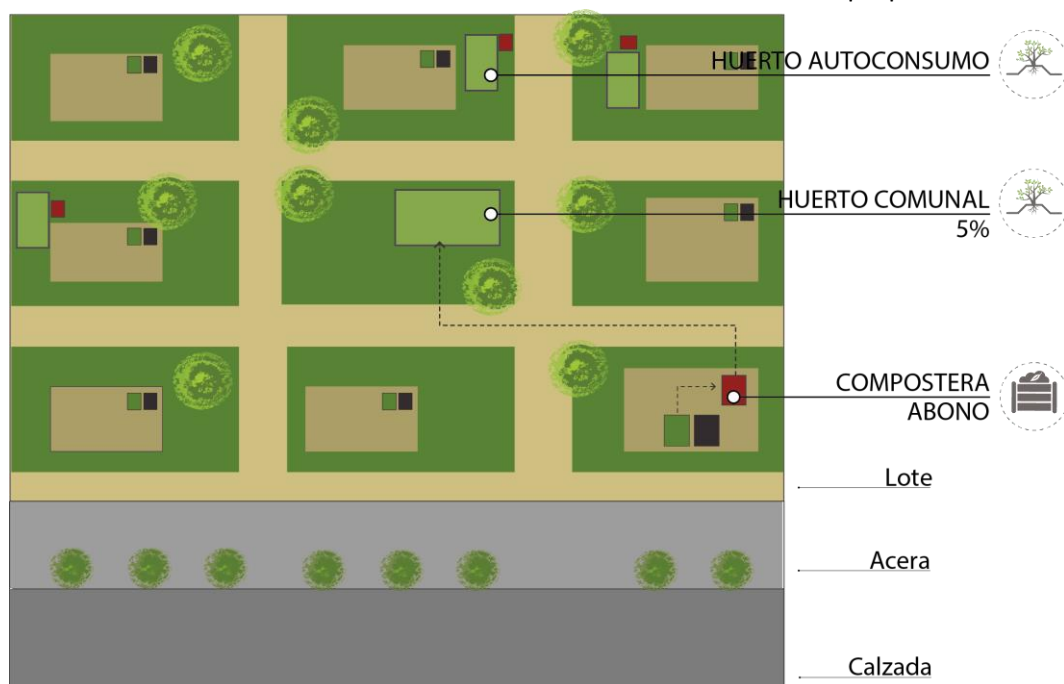 HUERTO AUTOCONSUMO
HUERTO COMUNAL
5%
COMPOSTERA
ABONO
Lote
Acera
Calzada